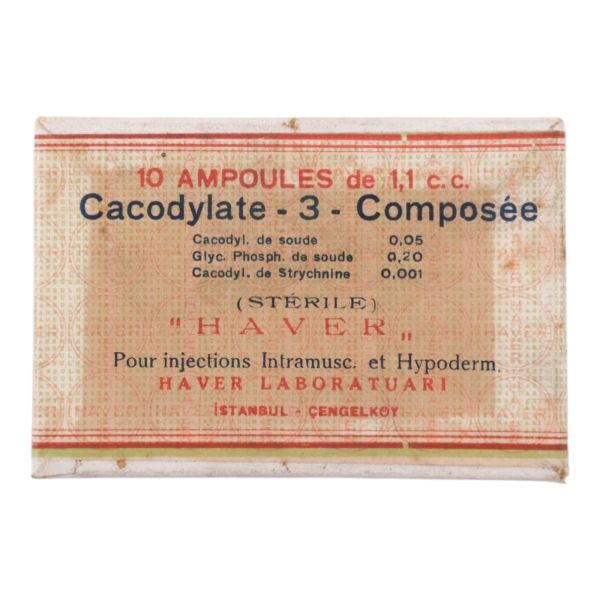 10 AMPOULES de 1,1 c.c.
Cacodylate - 3 - Composée
Cacodyl. de soude 0,05
Glyc. Phosph. de soude 0,20
Cacodyl. de Strychnine 0,001
(STÉRILE)
"HAVER„
Pour injections Intramusc. et Hypoderm.
HAVER LABORATUARI
İSTANBUL - ÇENGELKÖY